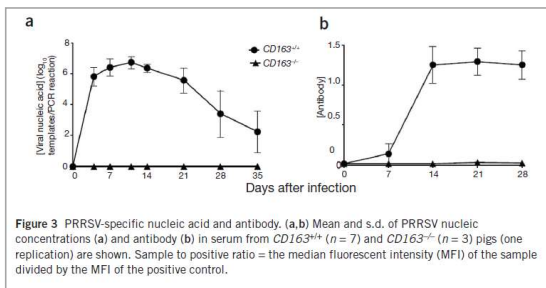 a
b
8
6
4
2
0
[Viral nucleic acid] (log10
templates/PCR reaction)
CD163+/+
CD163–/–
0 7 14 21 28 35
1.5
1.0
0.5
0
[Antibody]
0 7 14 21 28
Days after infection
Figure 3 PRRSV-specific nucleic acid and antibody. (a,b) Mean and s.d. of PRRSV nucleic
concentrations (a) and antibody (b) in serum from CD163+/+ (n = 7) and CD163–/– (n = 3) pigs (one
replication) are shown. Sample to positive ratio = the median fluorescent intensity (MFI) of the sample
divided by the MFI of the positive control.